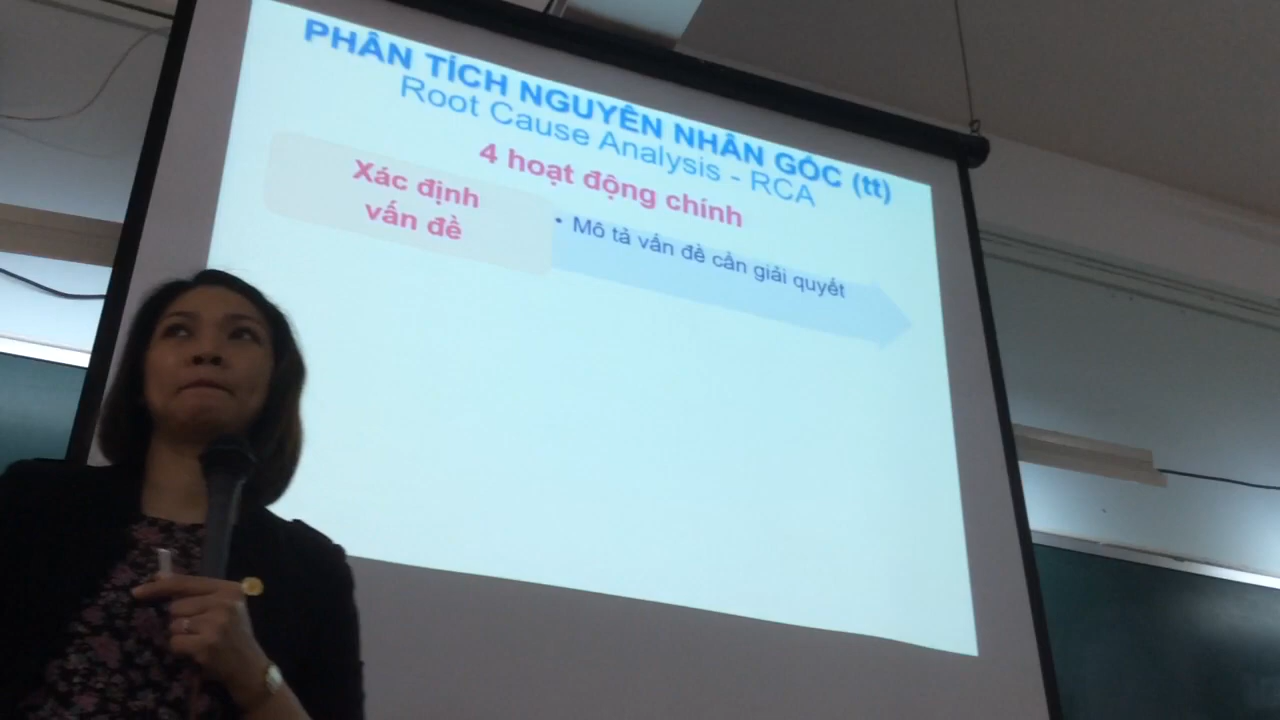 PHÂN TÍCH NGUYÊN NHÂN GỐC (tt)
Root Cause Analysis - RCA
4 hoạt động chính
Xác định
vấn đề
• Mô tả vấn đề cần giải quyết